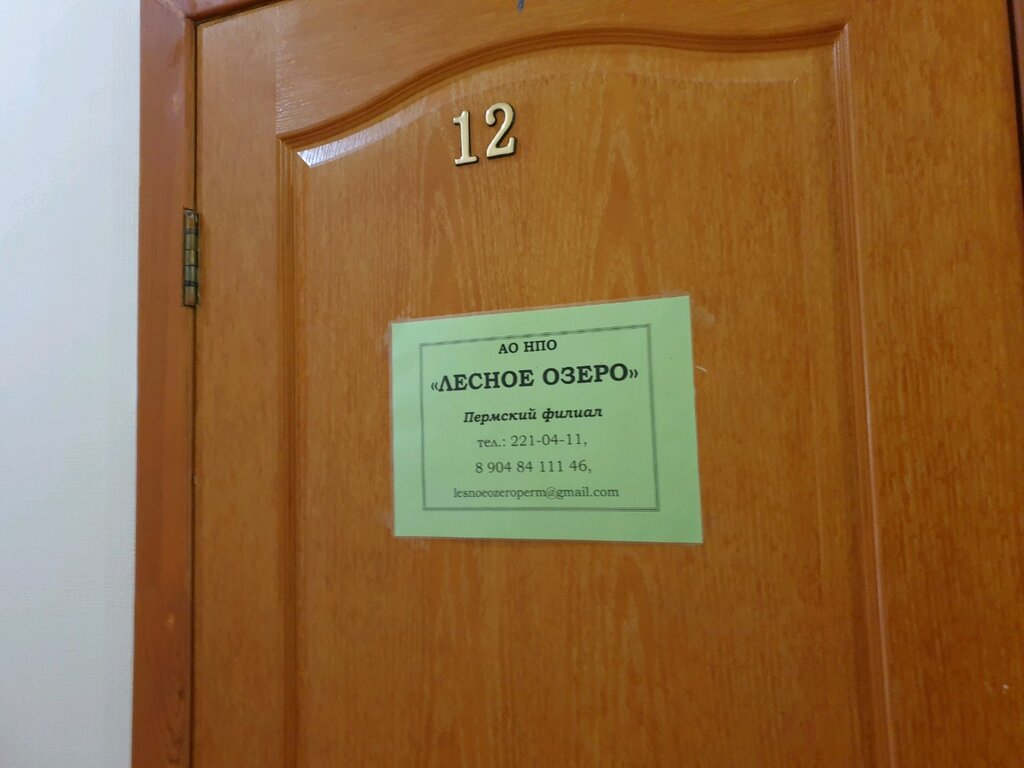 12
АО НПО
«ЛЕСНОЕ ОЗЕРО»
Пермский филиал
тел.: 221-04-11,
8 904 84 111 46,
lesnoeozeroperm@gmail.com